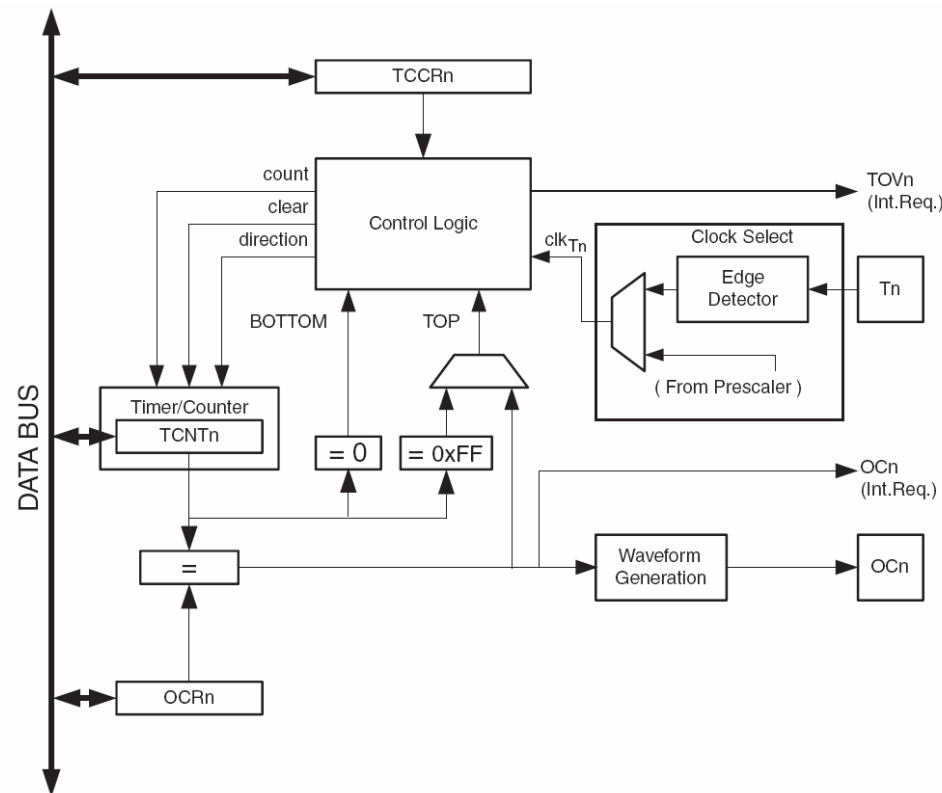 TCCRn
count
clear
direction
Control Logic
TOVn
(Int.Req.)
clkTn
Clock Select
Edge
Detector
Tn
( From Prescaler )
BOTTOM
TOP
Timer/Counter
TCNTn
= 0
= 0xFF
DATA BUS
OCn
(Int.Req.)
=
Waveform
Generation
OCn
OCRn